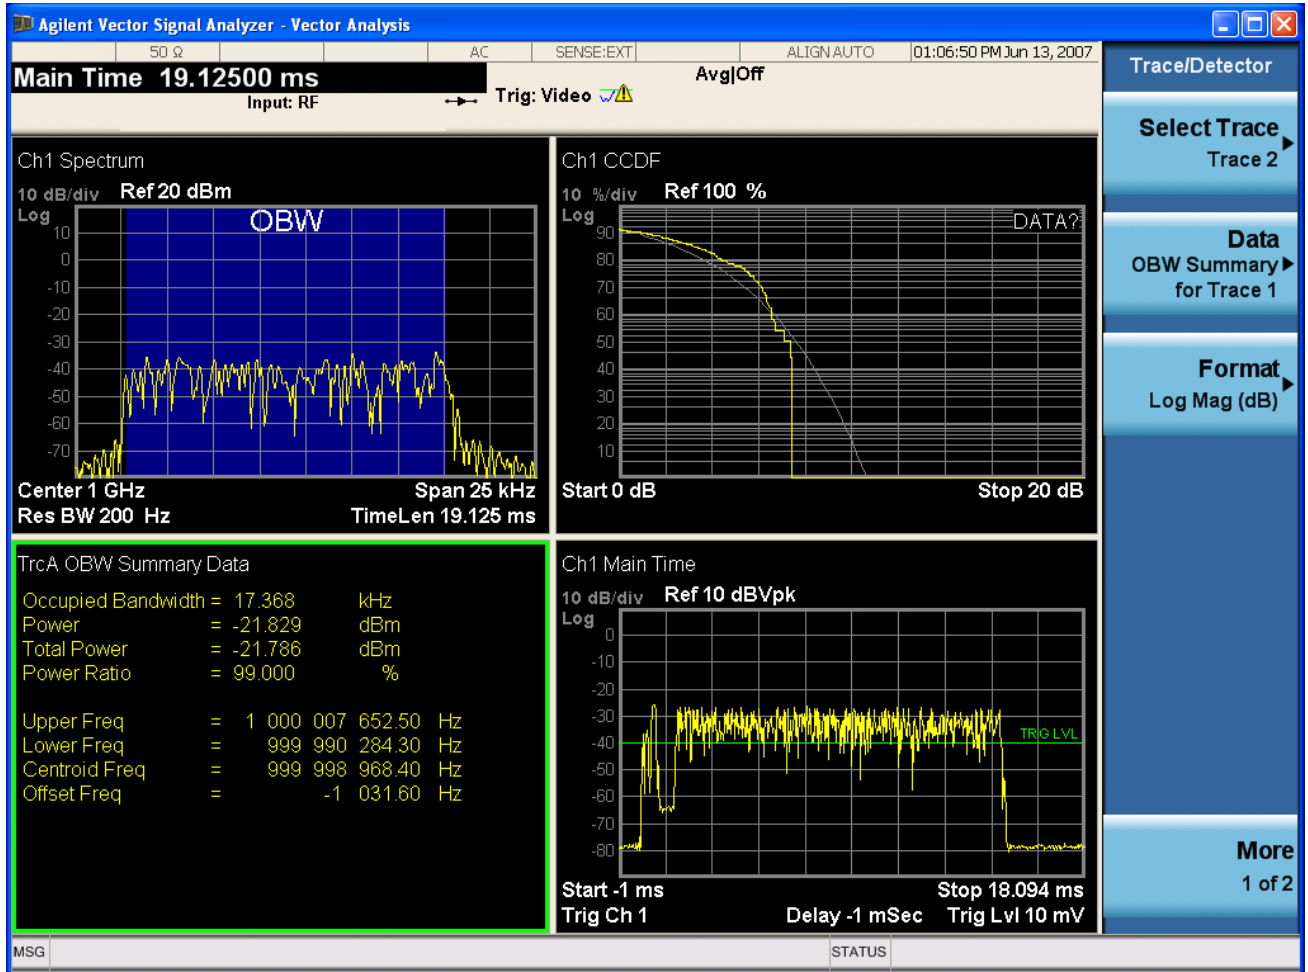 Agilent Vector Signal Analyzer - Vector Analysis
50 Ω AC SENSE:EXT ALIGN AUTO 01:06:50 PM Jun 13, 2007
Main Time 19.12500 ms
Avg|Off
Input: RF Trig: Video
Trace/Detector
Select Trace
Trace 2
Data
OBW Summary
for Trace 1
Format
Log Mag (dB)
More
1 of 2
Ch1 Spectrum
10 dB/div Ref 20 dBm
Log
OBW
10
0
-10
-20
-30
-40
-50
-60
-70
Center 1 GHz Span 25 kHz
Res BW 200 Hz TimeLen 19.125 ms
Ch1 CCDF
10 %/div Ref 100 %
Log
DATA?
90
80
70
60
50
40
30
20
10
Start 0 dB Stop 20 dB
TrcA OBW Summary Data
Occupied Bandwidth = 17.368 kHz
Power = -21.829 dBm
Total Power = -21.786 dBm
Power Ratio = 99.000 %
Upper Freq = 1 000 007 652.50 Hz
Lower Freq = 999 990 284.30 Hz
Centroid Freq = 999 998 968.40 Hz
Offset Freq = -1 031.60 Hz
Ch1 Main Time
10 dB/div Ref 10 dBVpk
Log
0
-10
-20
-30
TRIG LVL
-40
-50
-60
-70
-80
Start -1 ms Stop 18.094 ms
Trig Ch 1 Delay -1 mSec Trig Lvl 10 mV
MSG STATUS